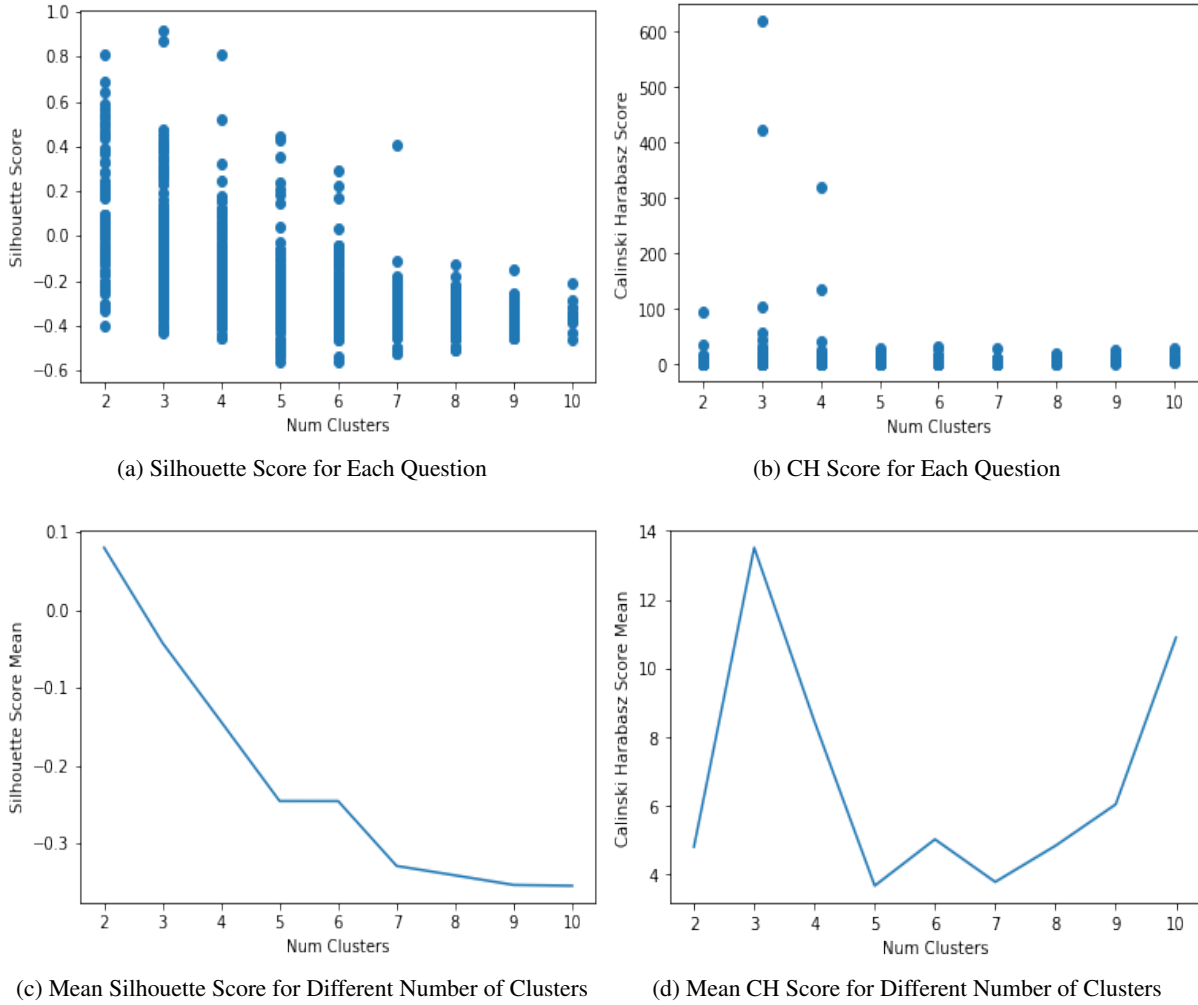 1.0
0.8
0.6
0.4
0.2
0.0
−0.2
−0.4
−0.6
Silhouette Score
2 3 4 5 6 7 8 9 10
Num Clusters
(a) Silhouette Score for Each Question
600
500
400
300
200
100
0
Calinski Harabasz Score
2 3 4 5 6 7 8 9 10
Num Clusters
(b) CH Score for Each Question
0.1
0.0
−0.1
−0.2
−0.3
Silhouette Score Mean
2 3 4 5 6 7 8 9 10
Num Clusters
(c) Mean Silhouette Score for Different Number of Clusters
14
12
10
8
6
4
Calinski Harabasz Score Mean
2 3 4 5 6 7 8 9 10
Num Clusters
(d) Mean CH Score for Different Number of Clusters